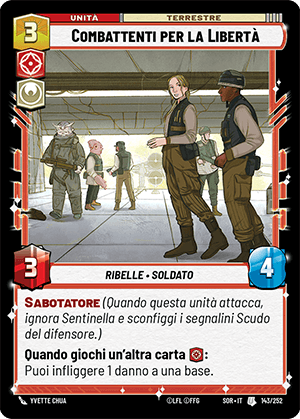 UNITÀ
TERRESTRE
3
COMBATTENTI PER LA LIBERTÀ
3
RIBELLE • SOLDATO
4
SABOTATORE (Quando questa unità attacca,
ignora Sentinella e sconfiggi i segnalini Scudo
del difensore.)
Quando giochi un'altra carta :
Puoi infliggere 1 danno a una base.
YVETTE CHUA
©LFL ©FFG
SOR • IT
143/252